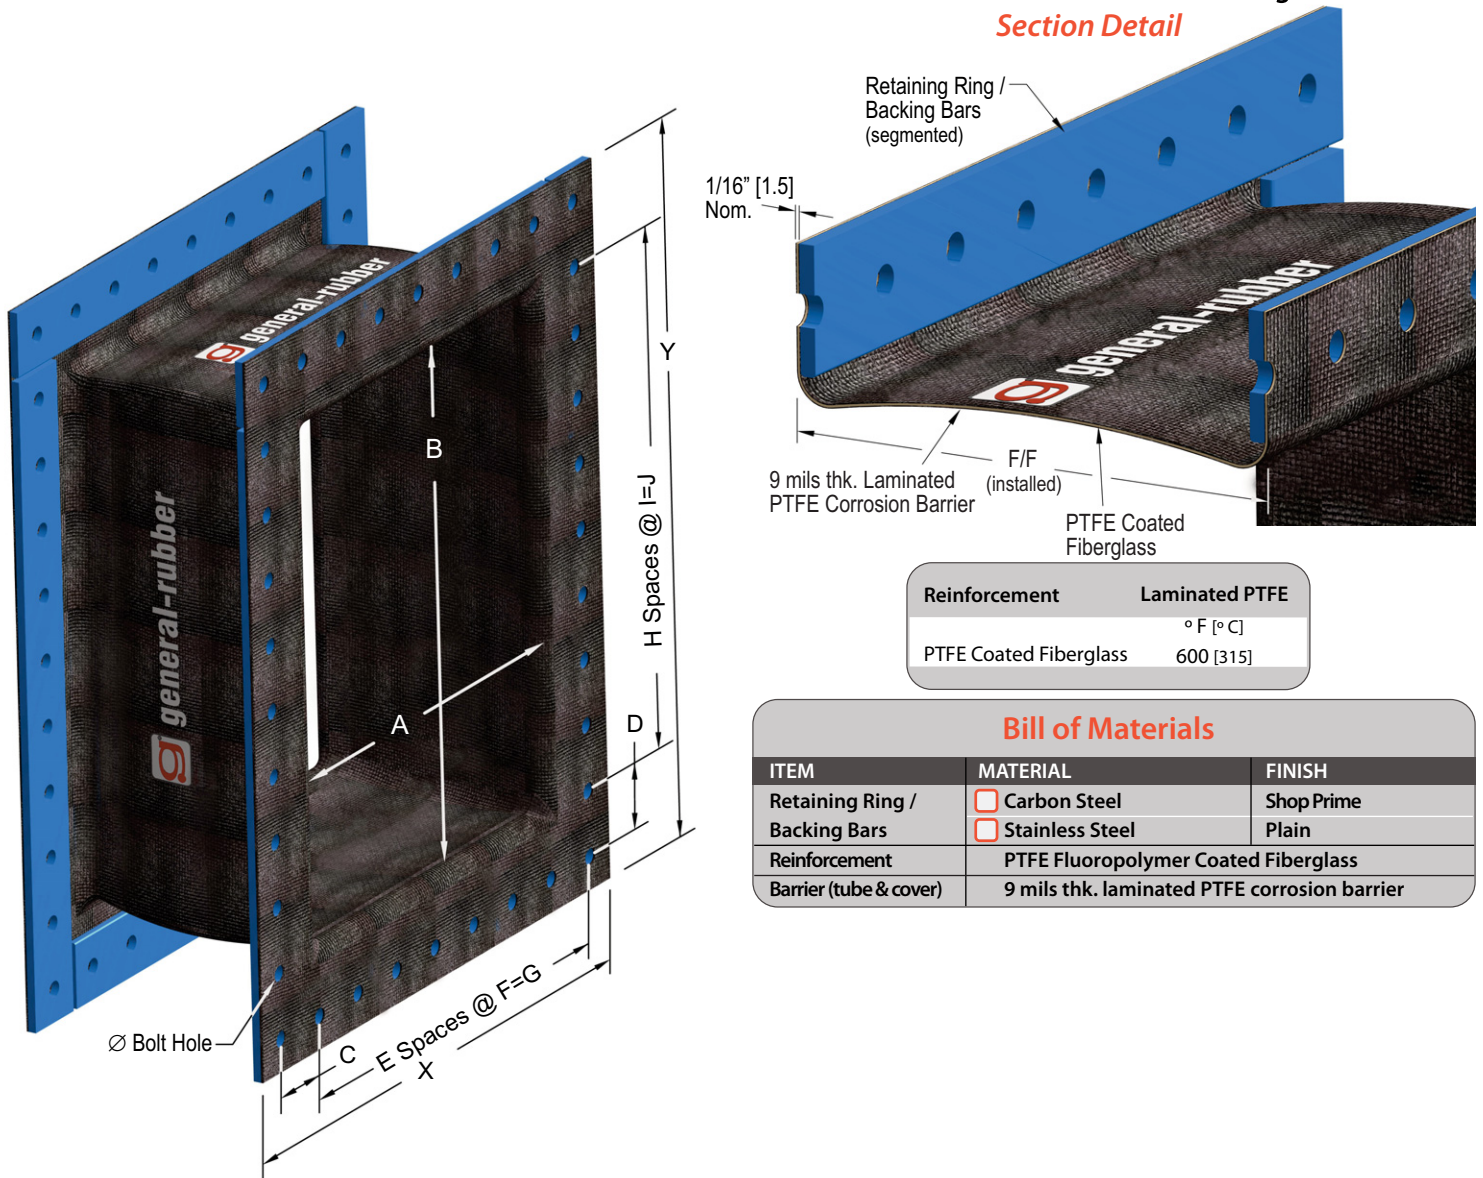 Section Detail
Retaining Ring /
Backing Bars
(segmented)
1/16” [1.5]
Nom.
general-rubber
F/F
(installed)
9 mils thk. Laminated
PTFE Corrosion Barrier
PTFE Coated
Fiberglass
general-rubber
general-rubber
Y
B
H Spaces @ I=J
A
D
E Spaces @ F=G
C
X
∅ Bolt Hole
Reinforcement Laminated PTFE
º F [º C]
PTFE Coated Fiberglass 600 [315]
Bill of Materials
ITEM MATERIAL FINISH
Retaining Ring / Carbon Steel Shop Prime
Backing Bars Stainless Steel Plain
Reinforcement PTFE Fluoropolymer Coated Fiberglass
Barrier (tube & cover) 9 mils thk. laminated PTFE corrosion barrier